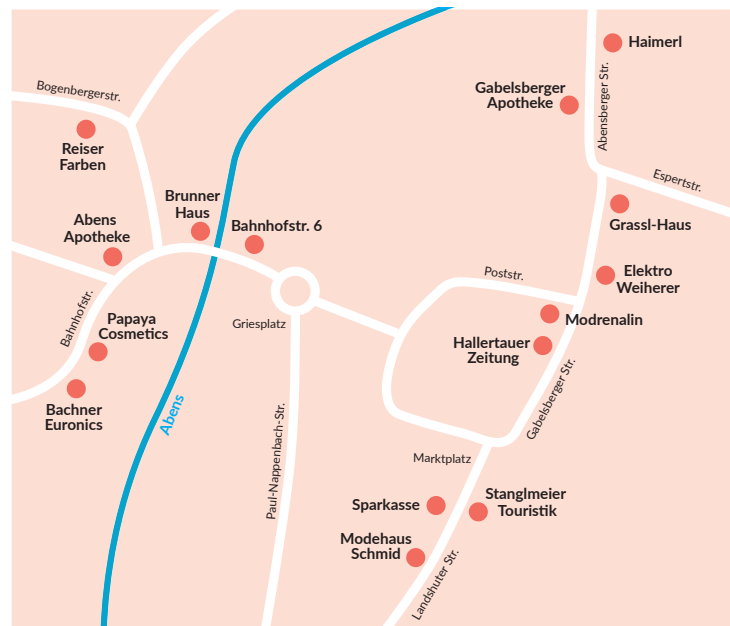 Haimerl
Gabelsberger
Apotheke
Abensberger Str.
Bogenbergerstr.
Reiser
Farben
Espertstr.
Brunner
Haus
Bahnhofstr. 6
Grassl-Haus
Abens
Apotheke
Elektro
Weiherer
Poststr.
Bahnhofstr.
Papaya
Cosmetics
Griesplatz
Modrenalin
Hallertauer
Zeitung
Bachner
Euronics
Abens
Gabelsberger Str.
Paul-Nappenbach-Str.
Marktplatz
Sparkasse
Stanglmeier
Touristik
Modehaus
Schmid
Landshuter Str.